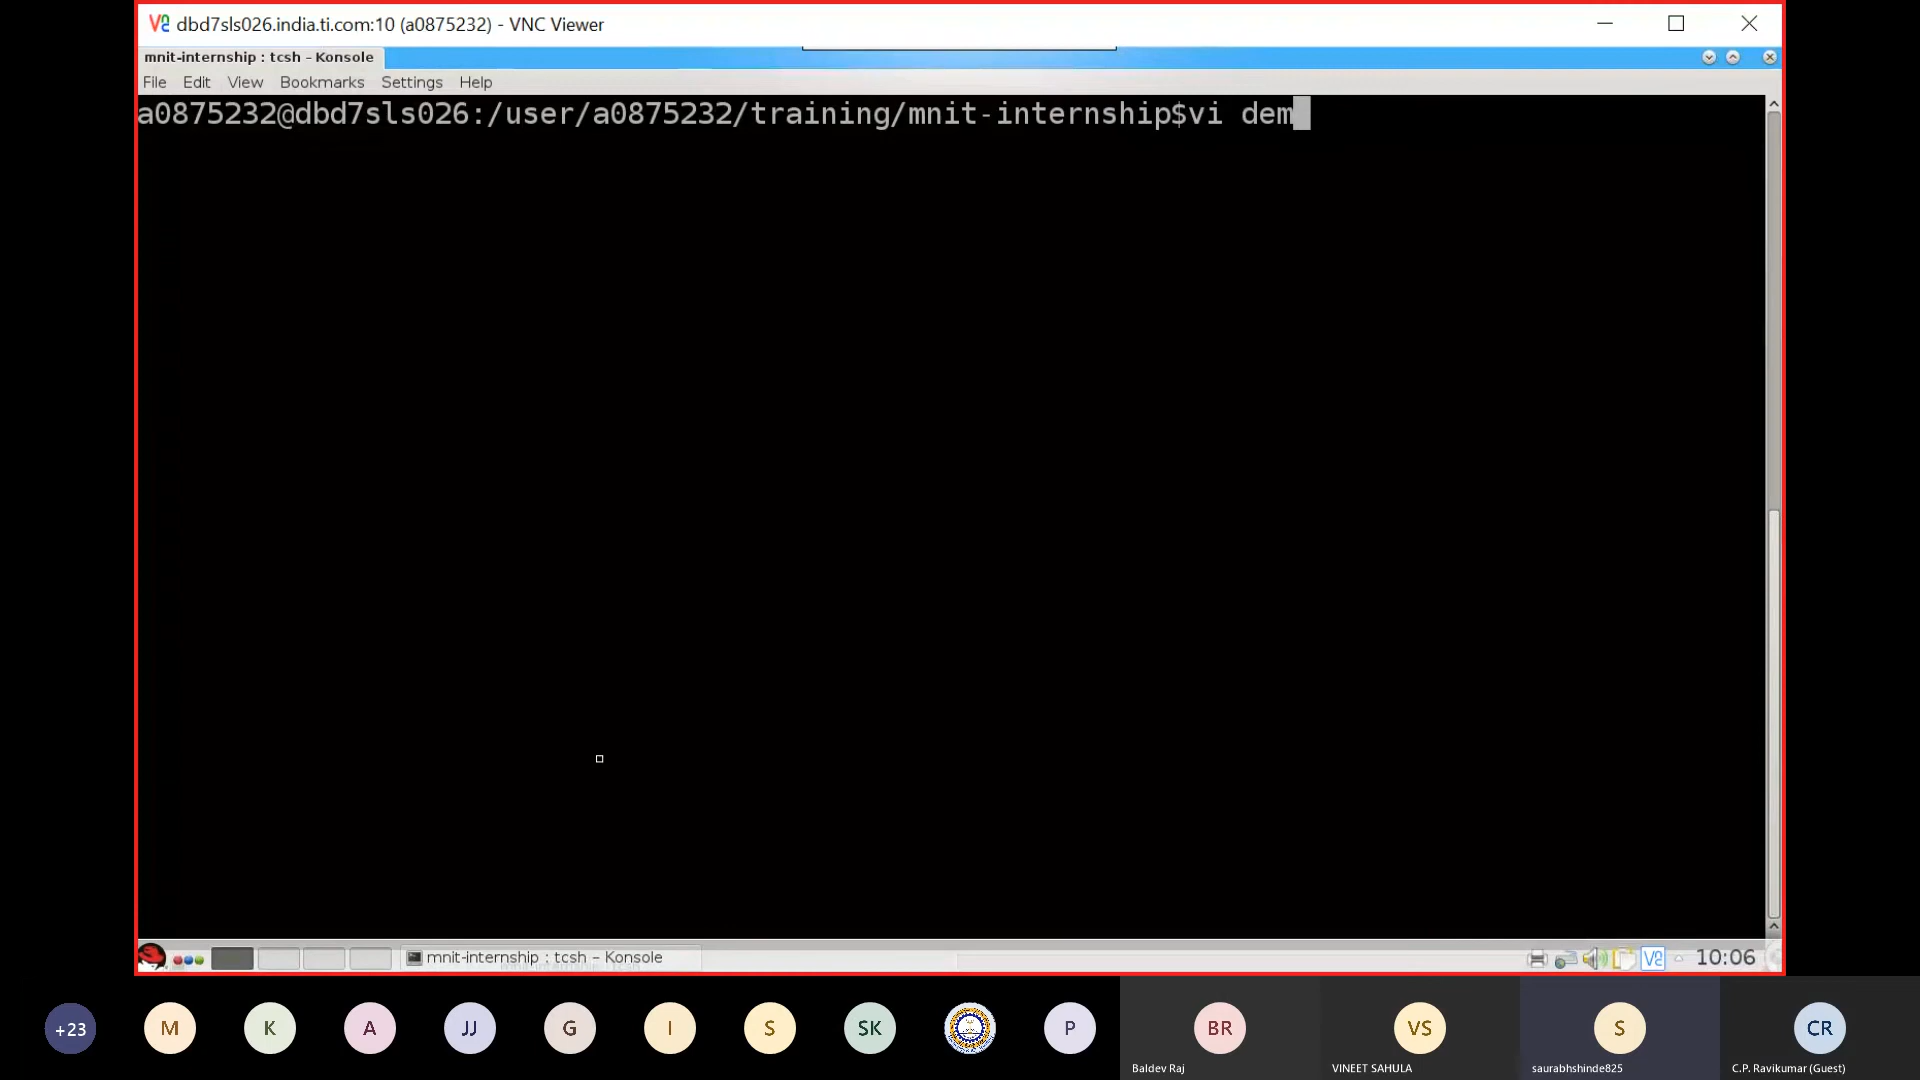 dbd7sls026.india.ti.com:10 (a0875232) - VNC Viewer
mnit-internship : tcsh – Konsole
File Edit View Bookmarks Settings Help
a0875232@dbd7sls026:/user/a0875232/training/mnit-internship$vi dem
mnit-internship : tcsh – Konsole
10:06
+23 M K A JJ G I S SK P BR VS S CR
Baldev Raj VINEET SAHULA saurabhshinde825 C.P. Ravikumar (Guest)